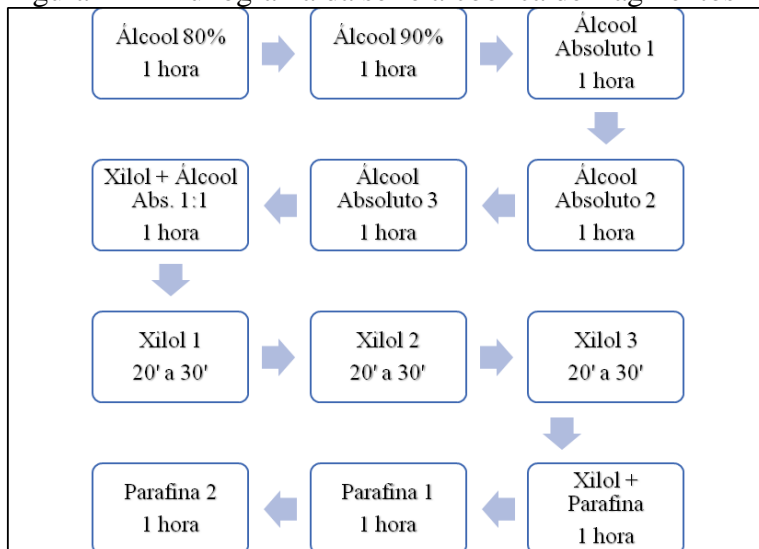 Álcool 80%
1 hora
Álcool 90%
1 hora
Álcool
Absoluto 1
1 hora
Álcool
Absoluto 2
1 hora
Álcool
Absoluto 3
1 hora
Xilol + Álcool
Abs. 1:1
1 hora
Xilol 1
20' a 30'
Xilol 2
20' a 30'
Xilol 3
20' a 30'
Xilol +
Parafina
1 hora
Parafina 1
1 hora
Parafina 2
1 hora